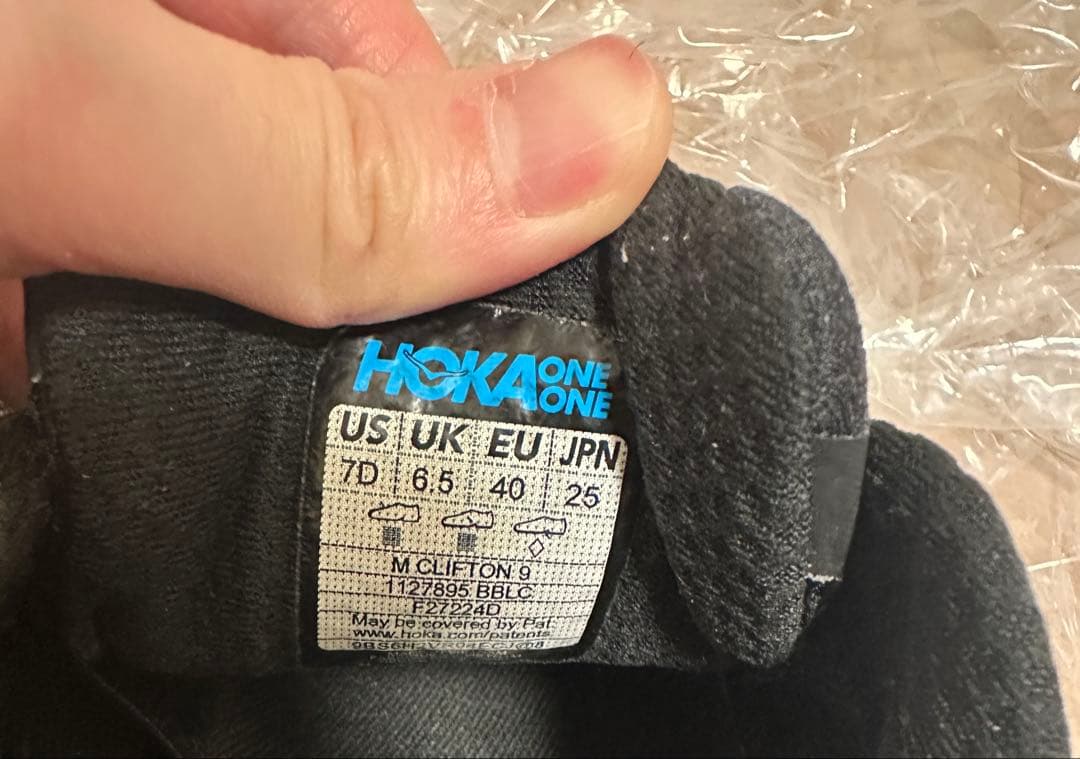 HOKA ONE ONE
US UK EU JPN
7D 6.5 40 25
M CLIFTON 9
1127895 BBLC
F27224D
May be covered by Pat
www.hoka.com/patents